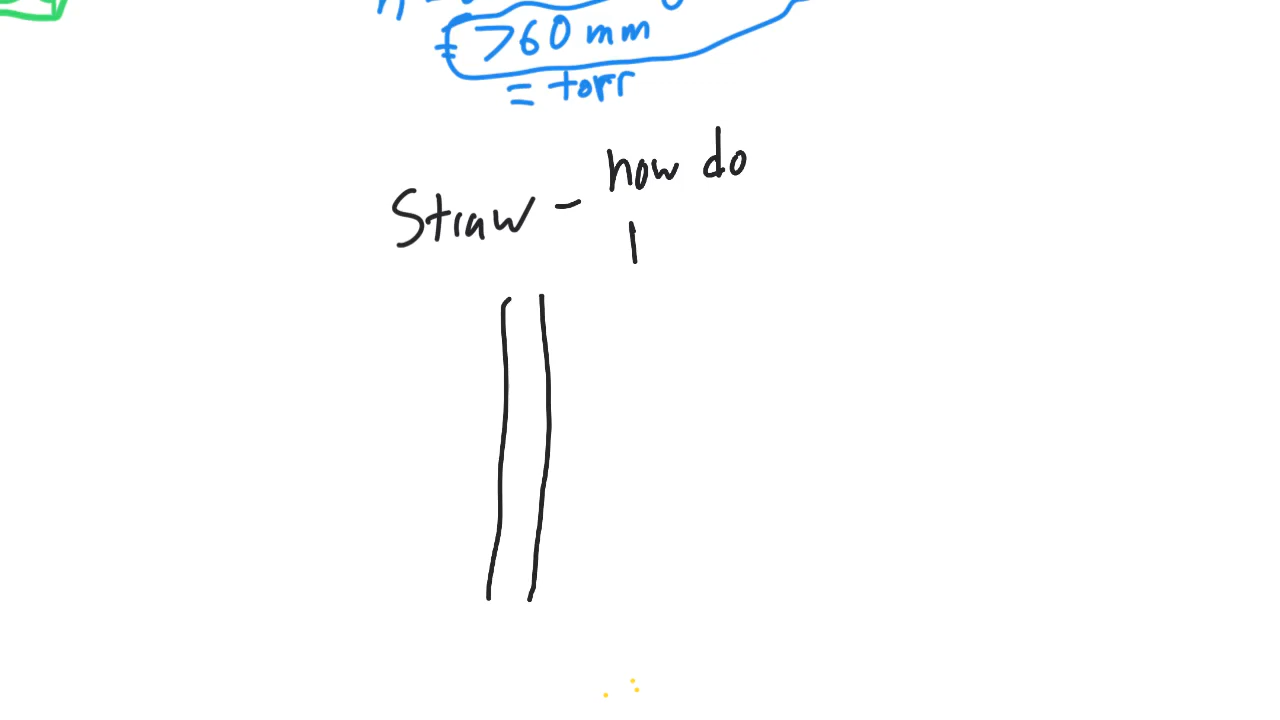 = 760 mm
= torr
how do
Straw -
I